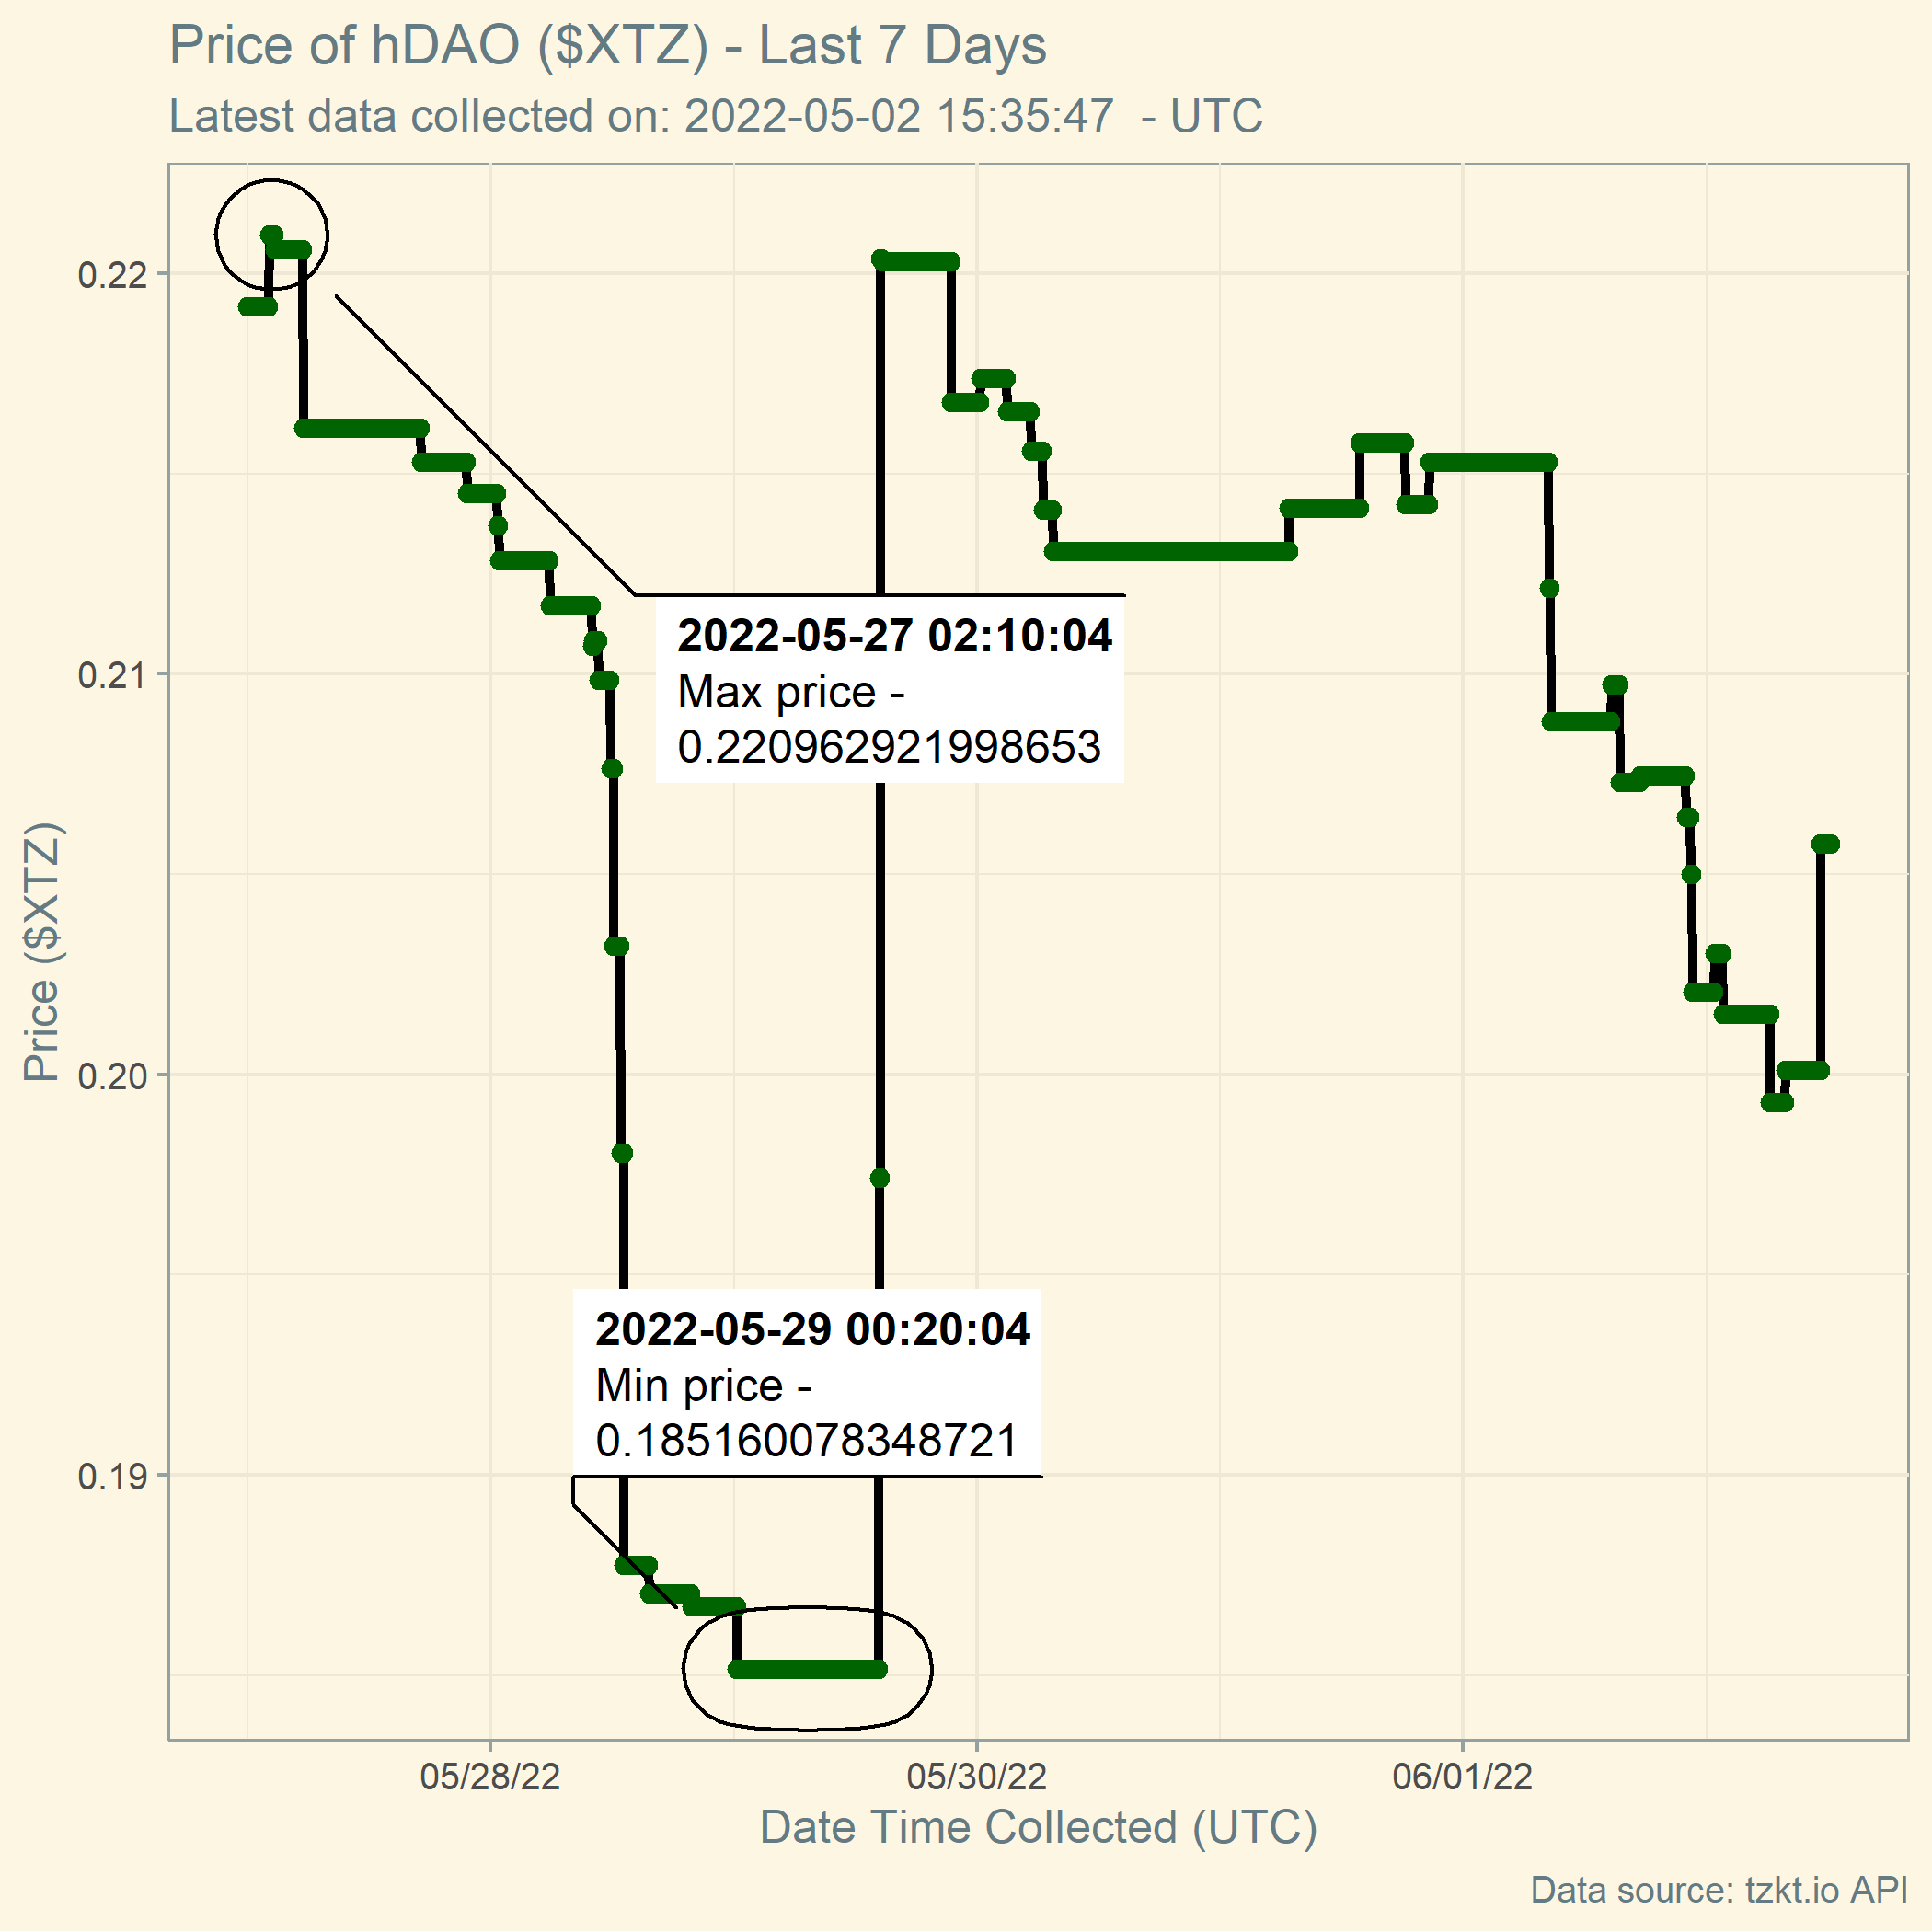 Price of hDAO ($XTZ) - Last 7 Days
Latest data collected on: 2022-05-02 15:35:47  - UTC
0.22
0.21
0.20
0.19
Price ($XTZ)
2022-05-27 02:10:04
Max price -
0.220962921998653
2022-05-29 00:20:04
Min price -
0.185160078348721
05/28/22
05/30/22
06/01/22
Date Time Collected (UTC)
Data source: tzkt.io API